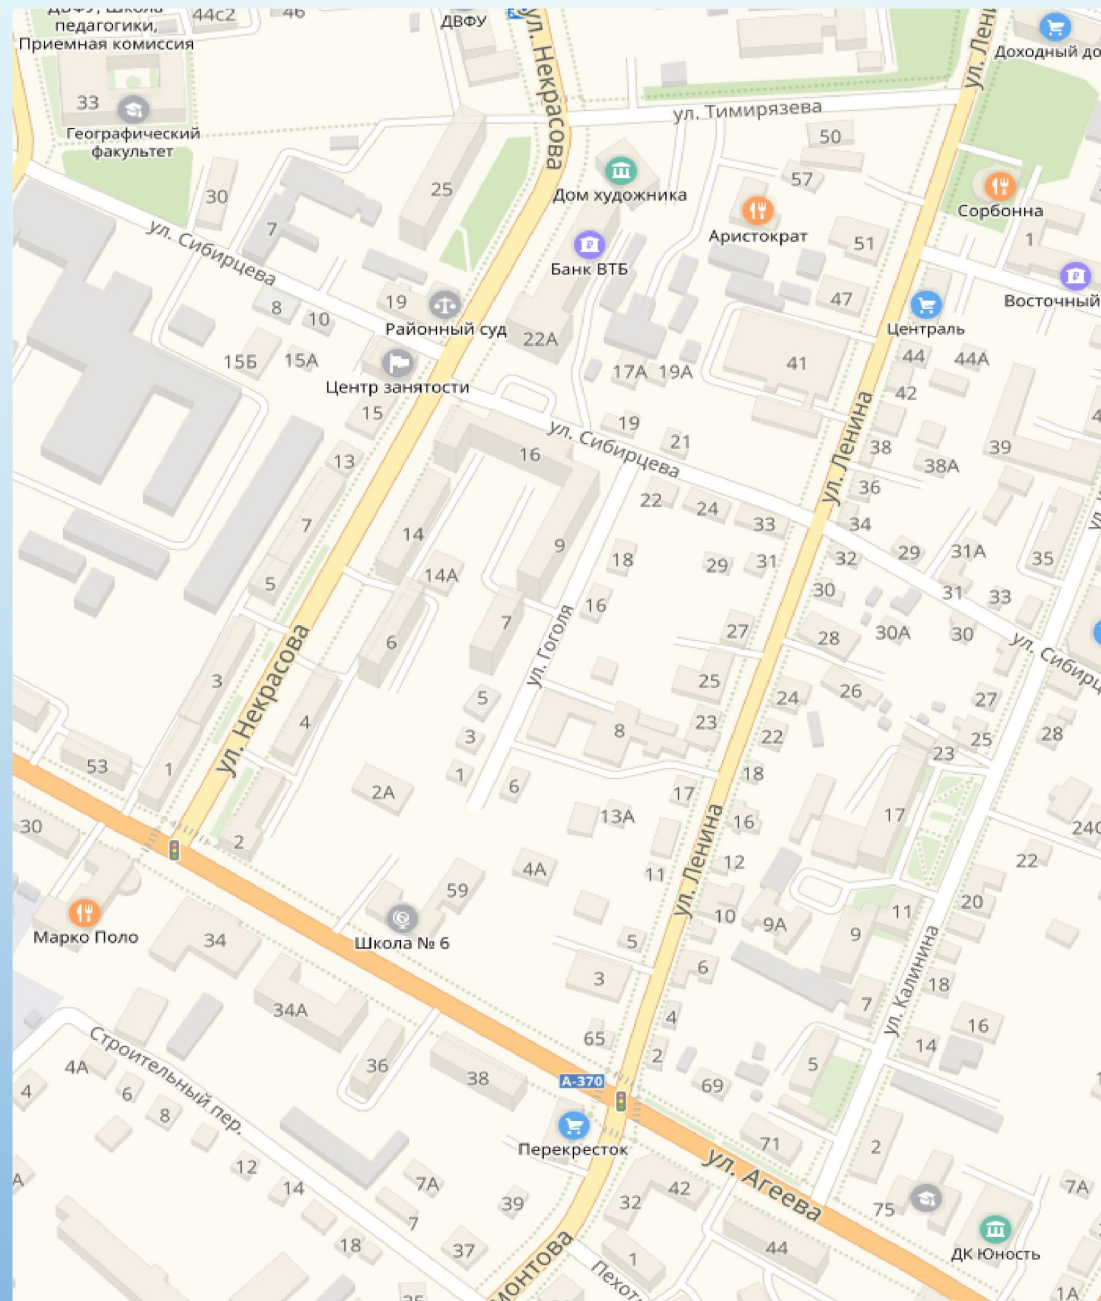 педагогики,
Приемная комиссия
44с2
46
ДВФУ
ул. Некрасова
ул. Тимирязева
Доходный до
33
Географический
факультет
30
7
25
Дом художника
50
57
Аристократ
51
Сорбонна
1
ул. Сибирцева
Банк ВТБ
Восточный
47
Централь
8
10
19
Районный суд
22А
15Б
15А
Центр занятости
17А
19А
41
44
44А
42
15
13
16
19
ул. Сибирцева
21
ул. Ленина
38
38А
39
36
7
14
9
22
24
33
34
5
14А
18
29
31
32
29
31А
35
16
30
31
33
6
7
ул. Гоголя
27
28
30А
30
ул. Сибирц
3
ул. Некрасова
4
5
25
24
26
27
3
8
23
22
23
25
28
53
1
2А
1
6
17
18
17
30
2
13А
16
24С
4А
12
22
59
11
ул. Ленина
10
9А
11
20
Марко Поло
34
Школа № 6
5
9
3
6
18
34А
7
ул. Калинина
4
16
65
14
Строительный пер.
36
38
А-370
2
5
4А
4
6
8
69
Перекресток
71
2
12
14
7А
39
ул. Агеева
42
32
75
7А
7
18
37
ДК Юность
44
1
1А